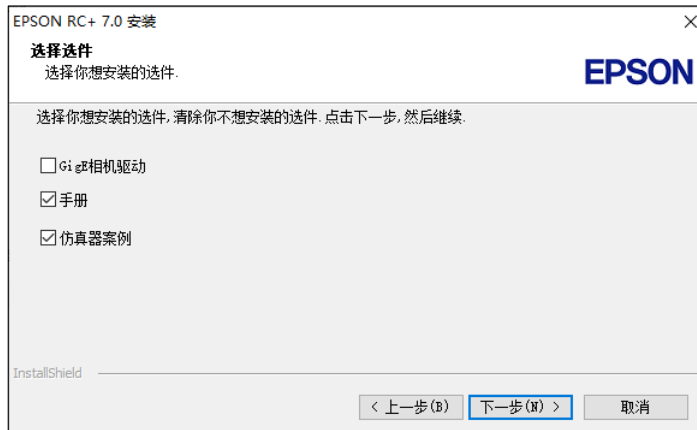 EPSON RC+ 7.0 安装
选择选件
选择你想安装的选件.
EPSON
选择你想安装的选件,清除你不想安装的选件.点击下一步,然后继续.
GigE相机驱动
手册
仿真器案例
InstallShield
< 上一步(B) 下一步(N) > 取消